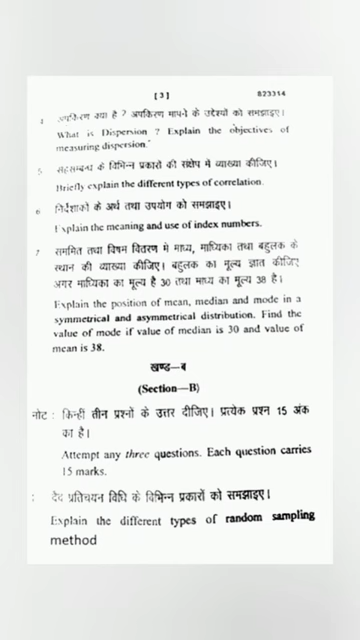 [ 3 ] 823314
4 अपकिरण क्या है ? अपकिरण मापने के उद्देश्यों को समझाइए।
What is Dispersion ? Explain the objectives of
measuring dispersion.
5 सहसम्बन्ध के विभिन्न प्रकारों की संक्षेप में व्याख्या कीजिए।
Briefly explain the different types of correlation.
6 निर्देशांकों के अर्थ तथा उपयोग को समझाइए।
Explain the meaning and use of index numbers.
7 सममित तथा विषम वितरण में माध्य, माध्यिका तथा बहुलक के
स्थान की व्याख्या कीजिए। बहुलक का मूल्य ज्ञात कीजिए
अगर माध्यिका का मूल्य है 30 तथा माध्य का मूल्य 38 है।
Explain the position of mean, median and mode in a
symmetrical and asymmetrical distribution. Find the
value of mode if value of median is 30 and value of
mean is 38.
खण्ड—ब
(Section—B)
नोट : किन्हीं तीन प्रश्नों के उत्तर दीजिए। प्रत्येक प्रश्न 15 अंक
का है।
Attempt any three questions. Each question carries
15 marks.
: दैव प्रतिचयन विधि के विभिन्न प्रकारों को समझाइए।
Explain the different types of random sampling
method